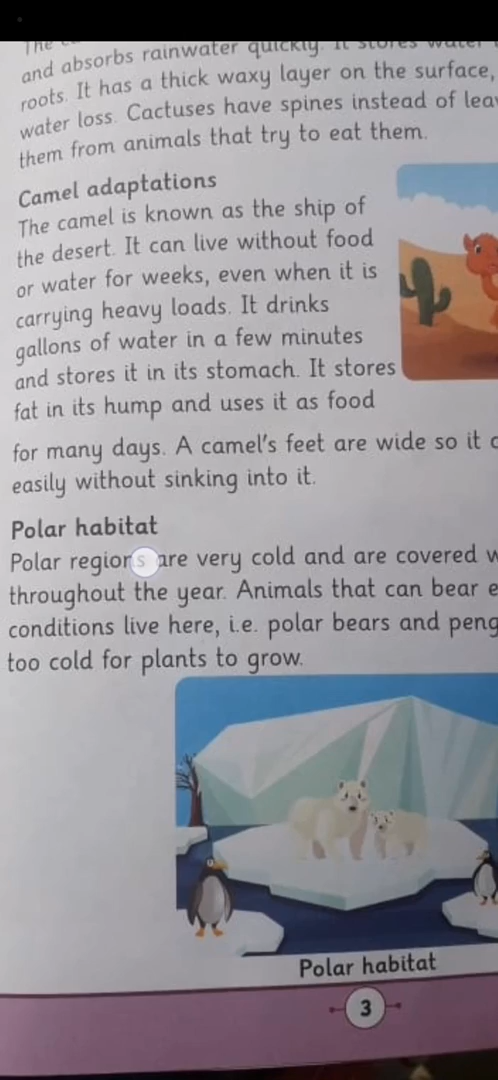 and absorbs rainwater quickly. It stores water
roots. It has a thick waxy layer on the surface,
water loss. Cactuses have spines instead of
them from animals that try to eat them.
Camel adaptations
The camel is known as the ship of
the desert. It can live without food
or water for weeks, even when it is
carrying heavy loads. It drinks
gallons of water in a few minutes
and stores it in its stomach. It stores
fat in its hump and uses it as food
for many days. A camel's feet are wide so it
easily without sinking into it.
Polar habitat
Polar regions are very cold and are covered
throughout the year. Animals that can bear
conditions live here, i.e. polar bears and
too cold for plants to grow.
Polar habitat
3